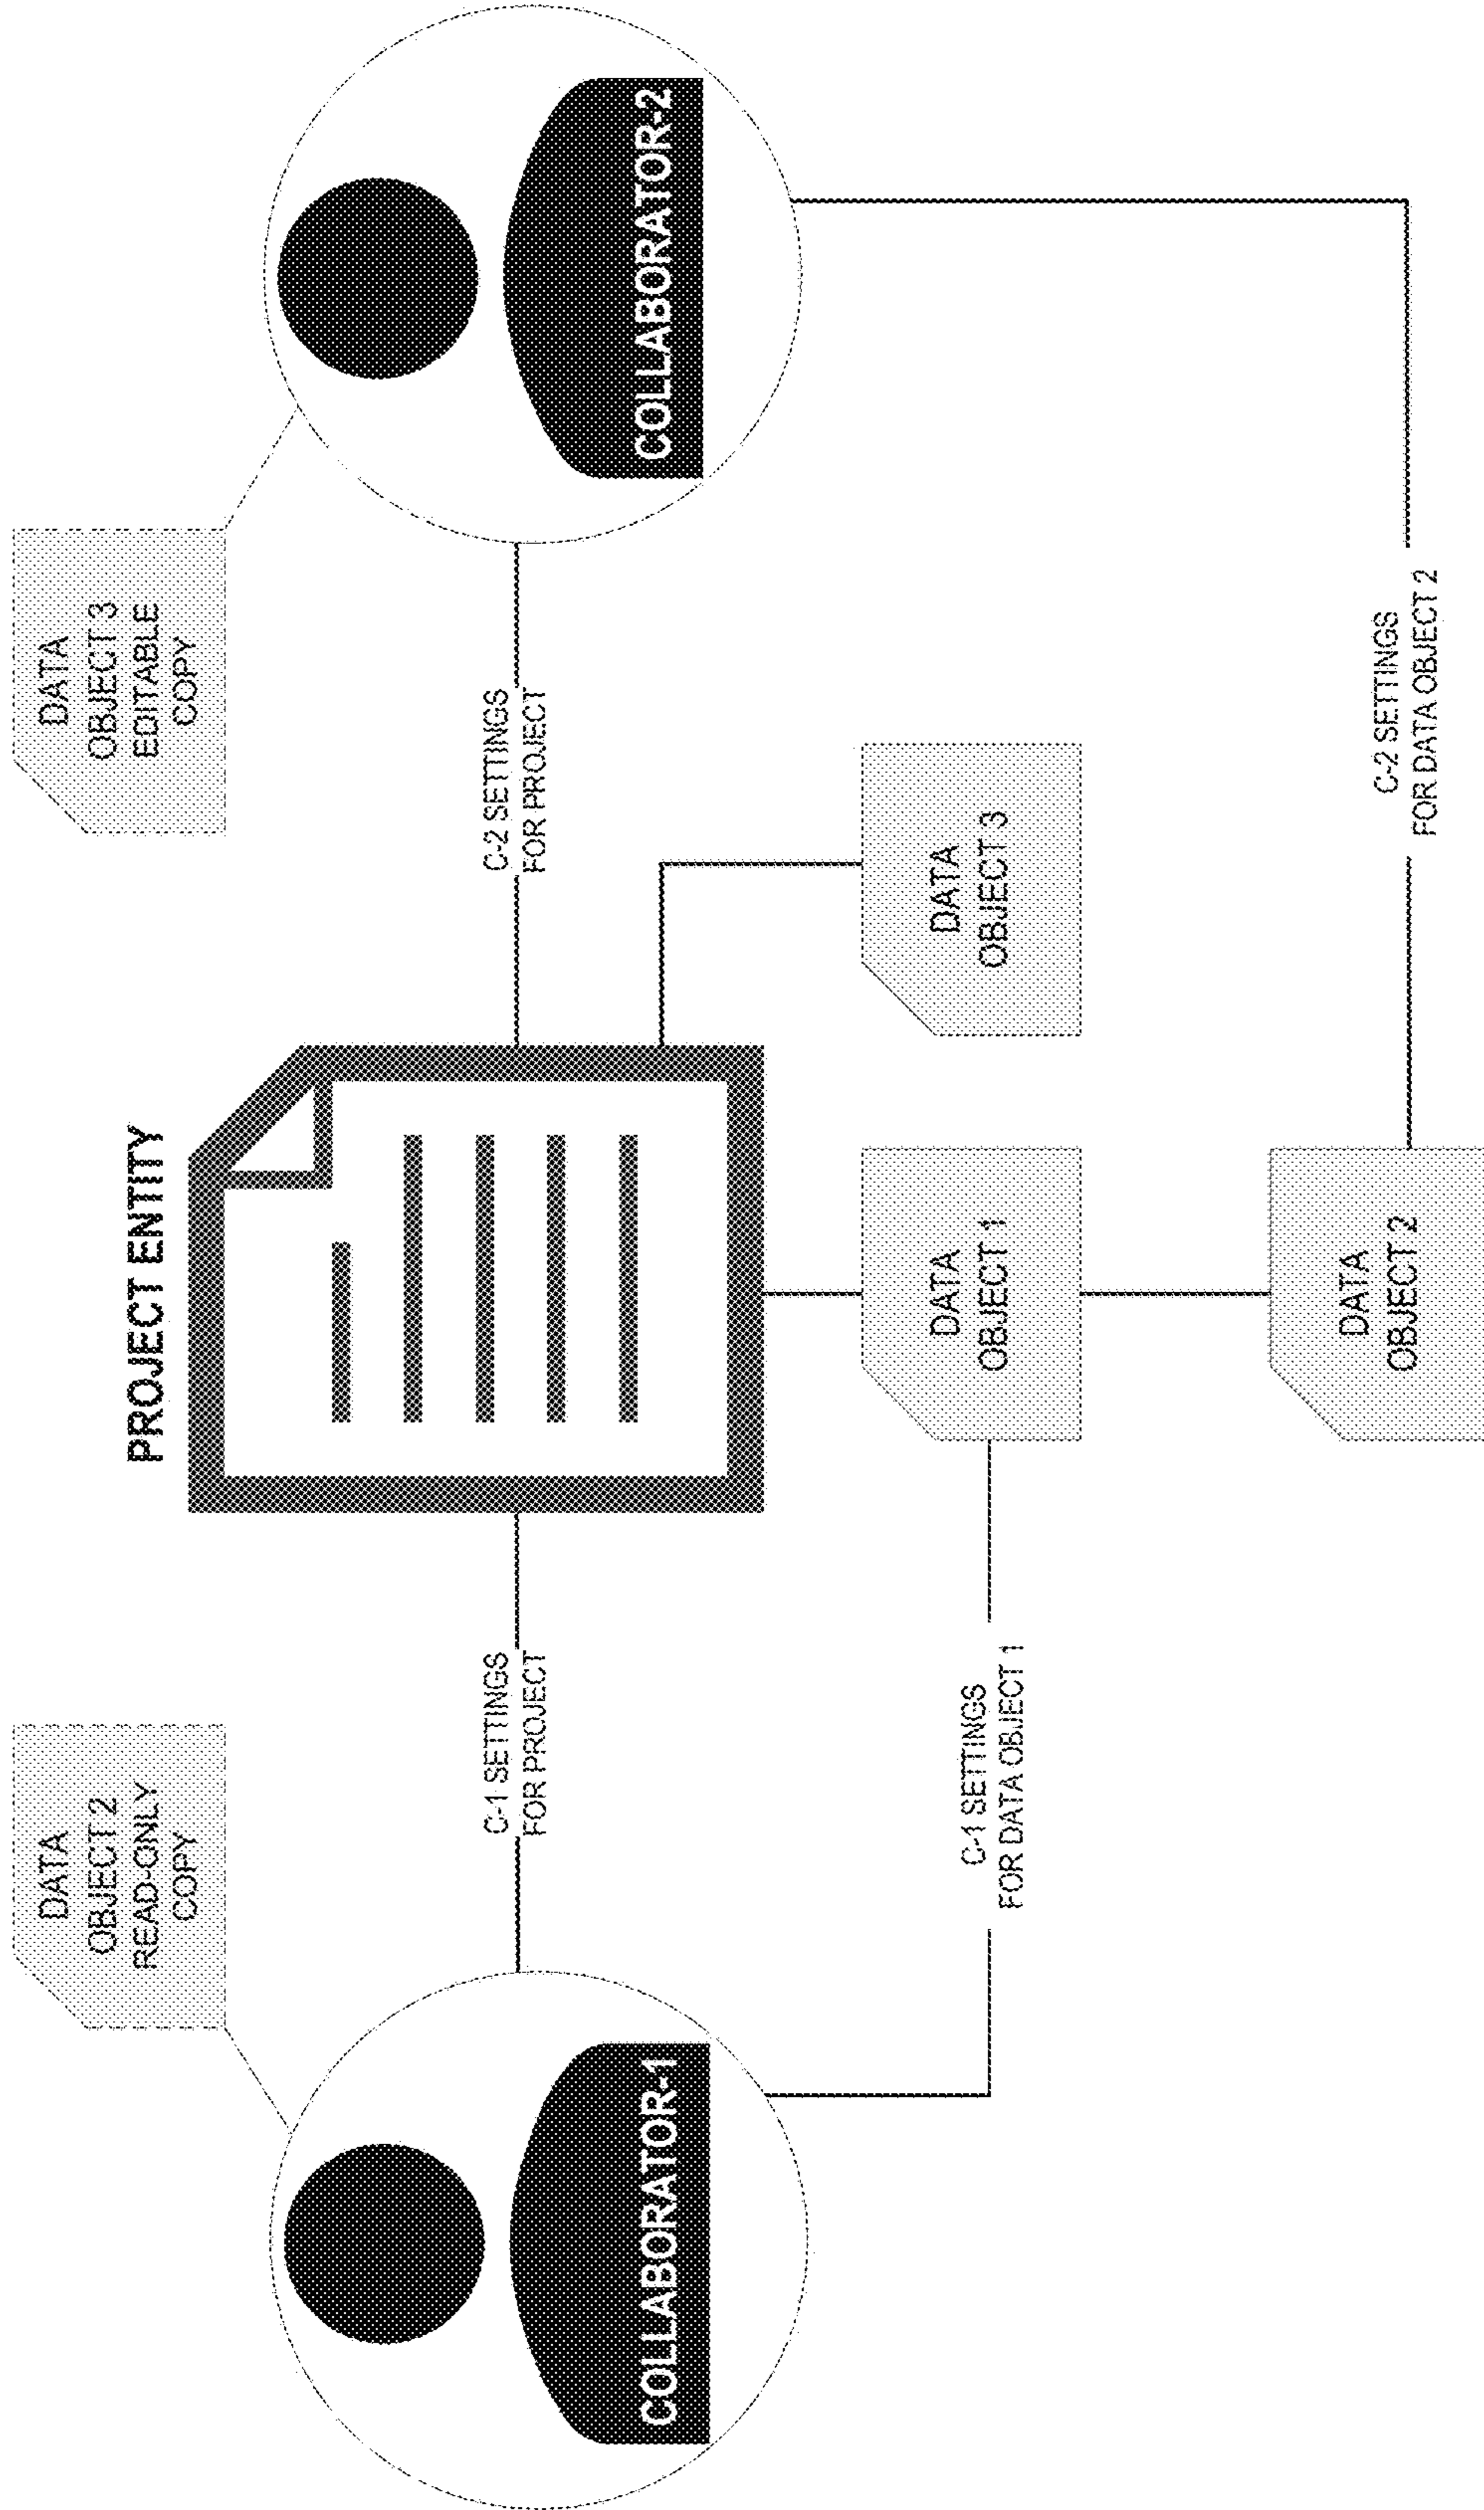 DATA
OBJECT 2
READ-ONLY
COPY
DATA
OBJECT 3
EDITABLE
COPY
PROJECT ENTITY
C-1 SETTINGS
FOR PROJECT
C-2 SETTINGS
FOR PROJECT
COLLABORATOR-1
COLLABORATOR-2
DATA
OBJECT 1
DATA
OBJECT 3
C-1 SETTINGS
FOR DATA OBJECT 1
DATA
OBJECT 2
C-2 SETTINGS
FOR DATA OBJECT 2